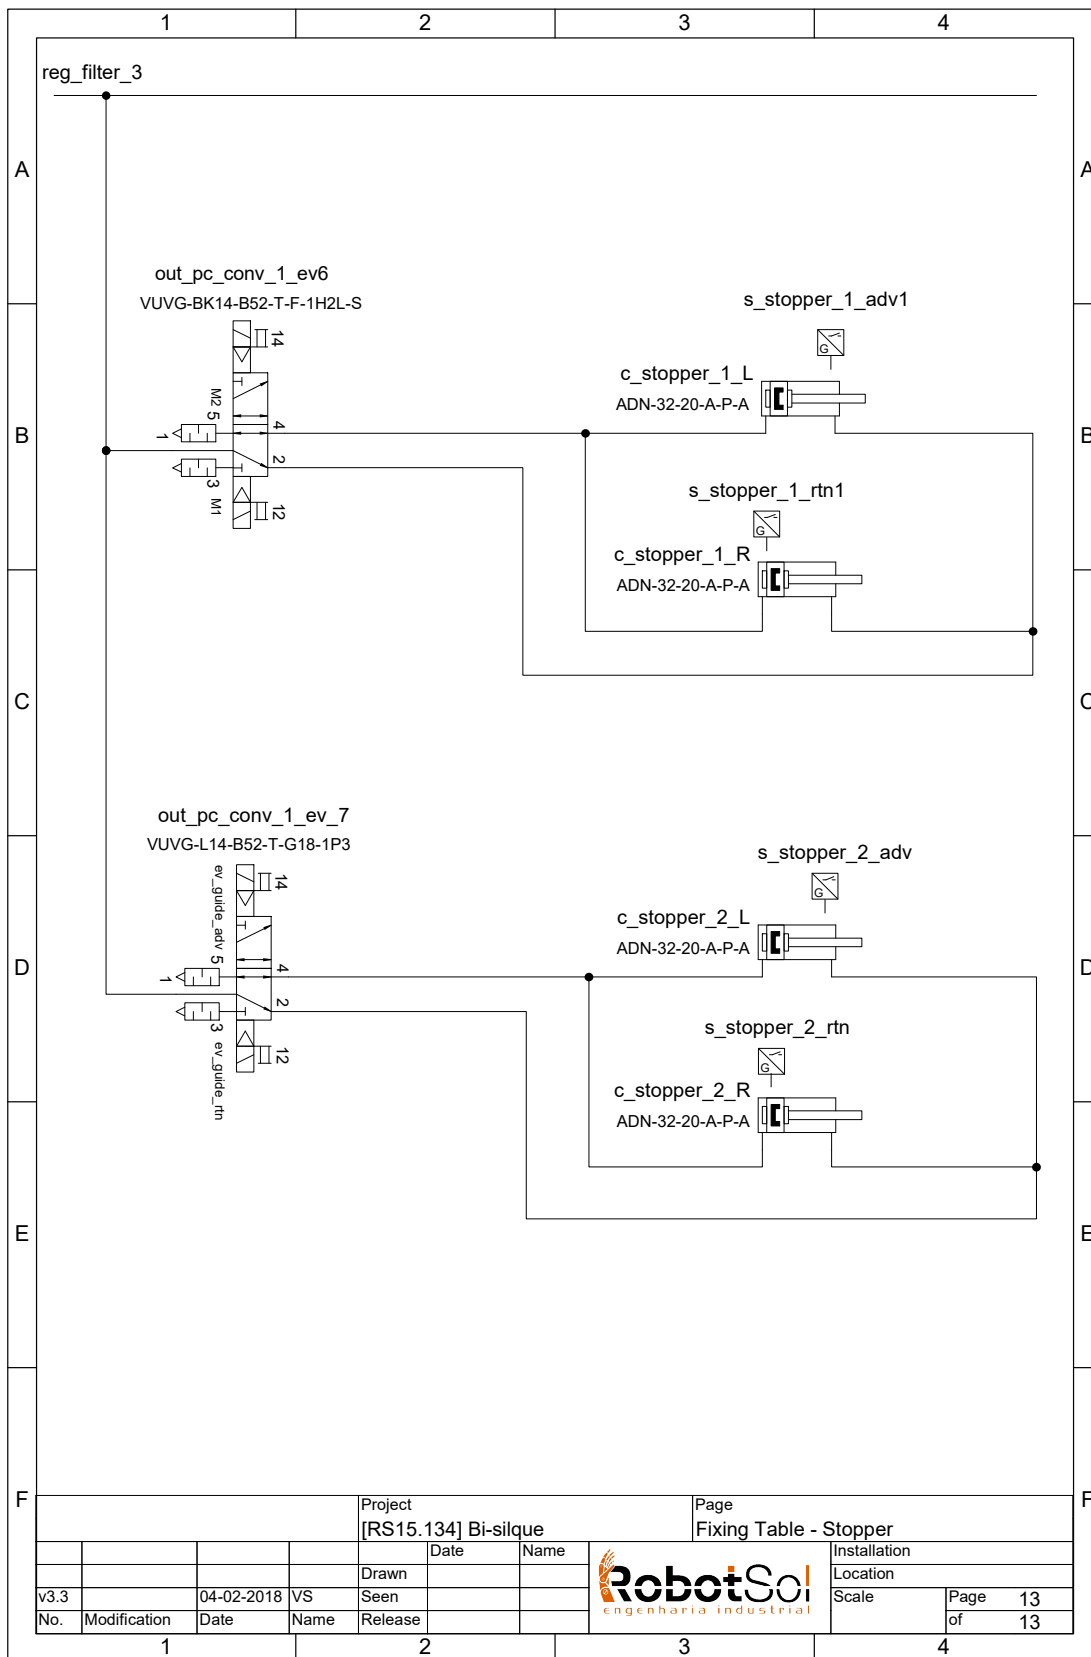 1 2 3 4
reg_filter_3
A A
out_pc_conv_1_ev6
VUVG-BK14-B52-T-F-1H2L-S
s_stopper_1_adv1
14
G
c_stopper_1_L
ADN-32-20-A-P-A
M2 5
4
B B
1
2
3 M1
s_stopper_1_rtn1
12
G
c_stopper_1_R
ADN-32-20-A-P-A
C C
out_pc_conv_1_ev_7
VUVG-L14-B52-T-G18-1P3
s_stopper_2_adv
ev_guide_adv 5
14
G
c_stopper_2_L
ADN-32-20-A-P-A
4
D D
1
2
3 ev_guide_rtn
s_stopper_2_rtn
12
G
c_stopper_2_R
ADN-32-20-A-P-A
E E
F F
Project
[RS15.134] Bi-silque
Page
Fixing Table - Stopper
Date Name
Drawn
v3.3 04-02-2018 VS Seen
No. Modification Date Name Release
RobotSol
engenharia industrial
Installation
Location
Scale
Page 13
of 13
1 2 3 4